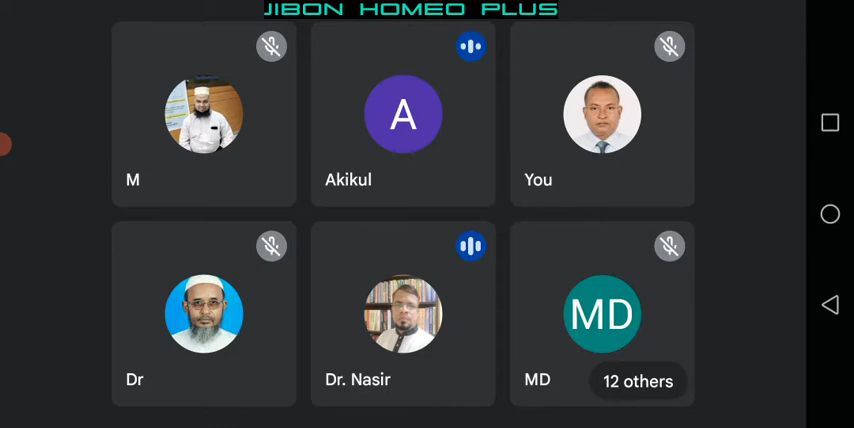 JIBON HOMEO PLUS
M
A
Akikul
You
Dr
Dr. Nasir
MD
MD
12 others